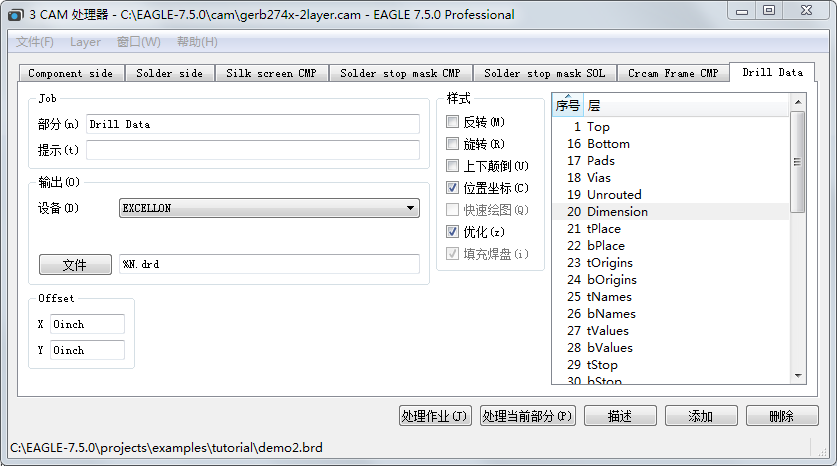 3 CAM 处理器 - C:\EAGLE-7.5.0\cam\gerb274x-2layer.cam - EAGLE 7.5.0 Professional
文件(F) Layer 窗口(W) 帮助(H)
Component side Solder side Silk screen CMP Solder stop mask CMP Solder stop mask SOL Crcam Frame CMP Drill Data
Job
部分(n) Drill Data
提示(t)
输出(O)
设备(D) EXCELLON
文件 %N.drd
Offset
X 0inch
Y 0inch
样式
反转(M)
旋转(R)
上下颠倒(U)
位置坐标(C)
快速绘图(Q)
优化(z)
填充焊盘(i)
序号 层
1 Top
16 Bottom
17 Pads
18 Vias
19 Unrouted
20 Dimension
21 tPlace
22 bPlace
23 tOrigins
24 bOrigins
25 tNames
26 bNames
27 tValues
28 bValues
29 tStop
30 bStop
处理作业(J) 处理当前部分(P) 描述 添加 删除
C:\EAGLE-7.5.0\projects\examples\tutorial\demo2.brd